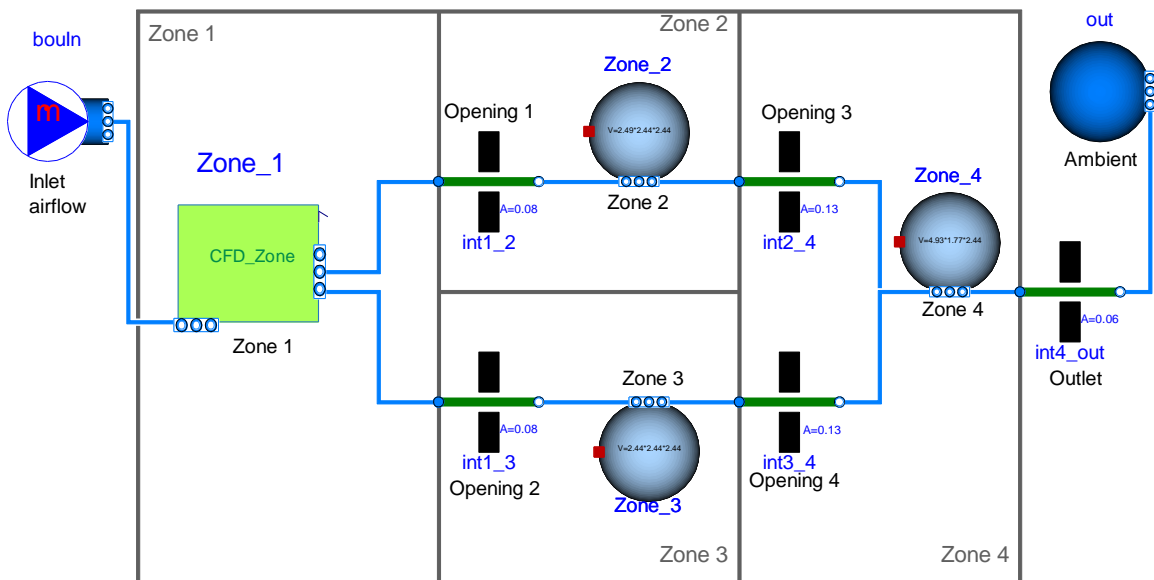 bouIn
m
Inlet
airflow
Zone 1
Zone_1
CFD_Zone
Zone 1
Zone 2
Opening 1
A=0.08
int1_2
Zone_2
V=2.49*2.44*2.44
Zone 2
Opening 3
A=0.13
int2_4
Zone_4
V=4.93*1.77*2.44
Zone 4
out
Ambient
A=0.06
int4_out
Outlet
A=0.08
int1_3
Opening 2
Zone 3
V=2.44*2.44*2.44
Zone_3
Zone 3
A=0.13
int3_4
Opening 4
Zone 4